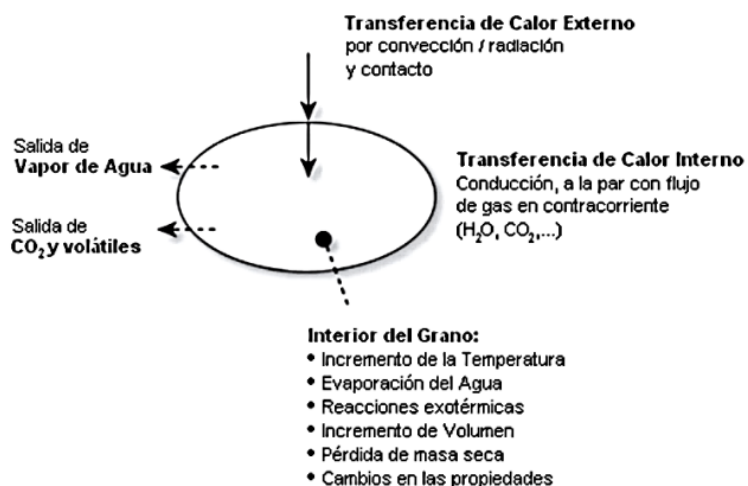 Transferencia de Calor Externo
por convección / radiación
y contacto
Salida de
Vapor de Agua
Transferencia de Calor Interno
Conducción, a la par con flujo
de gas en contracorriente
(H₂O, CO₂,...)
Salida de
CO₂ y volátiles
Interior del Grano:
• Incremento de la Temperatura
• Evaporación del Agua
• Reacciones exotérmicas
• Incremento de Volumen
• Pérdida de masa seca
• Cambios en las propiedades